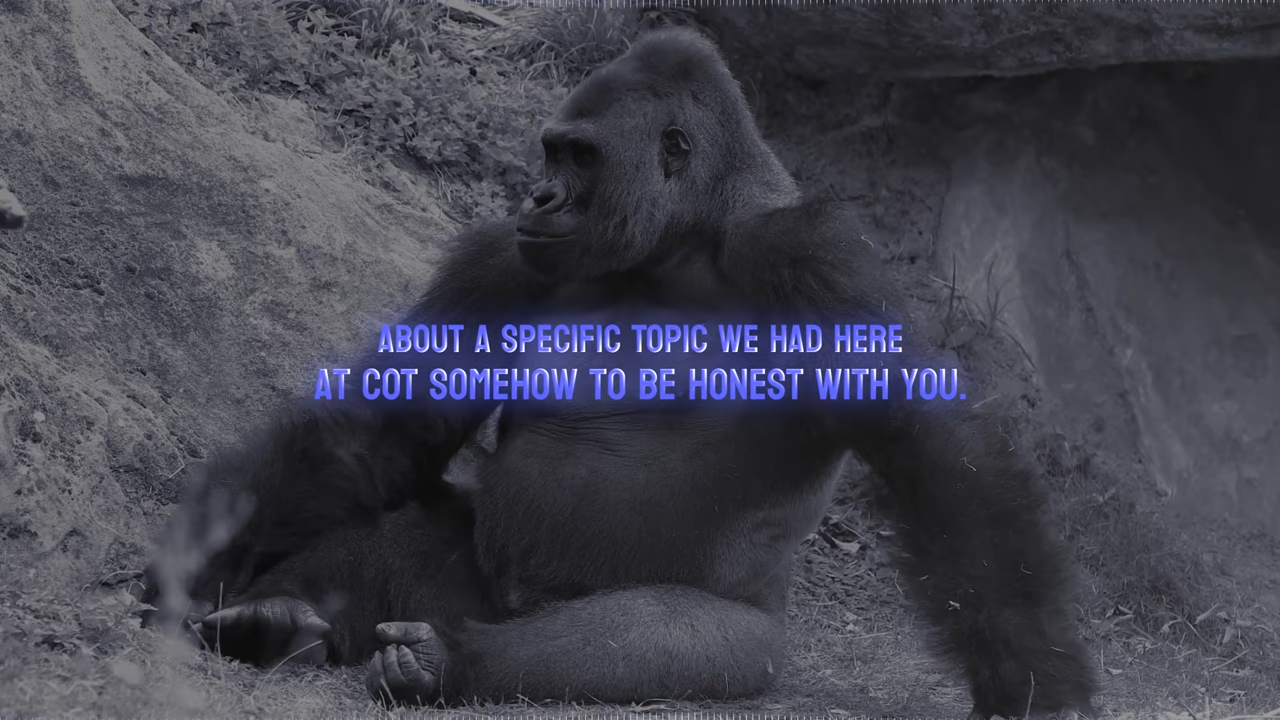 ABOUT A SPECIFIC TOPIC WE HAD HERE
AT COT SOMEHOW TO BE HONEST WITH YOU.